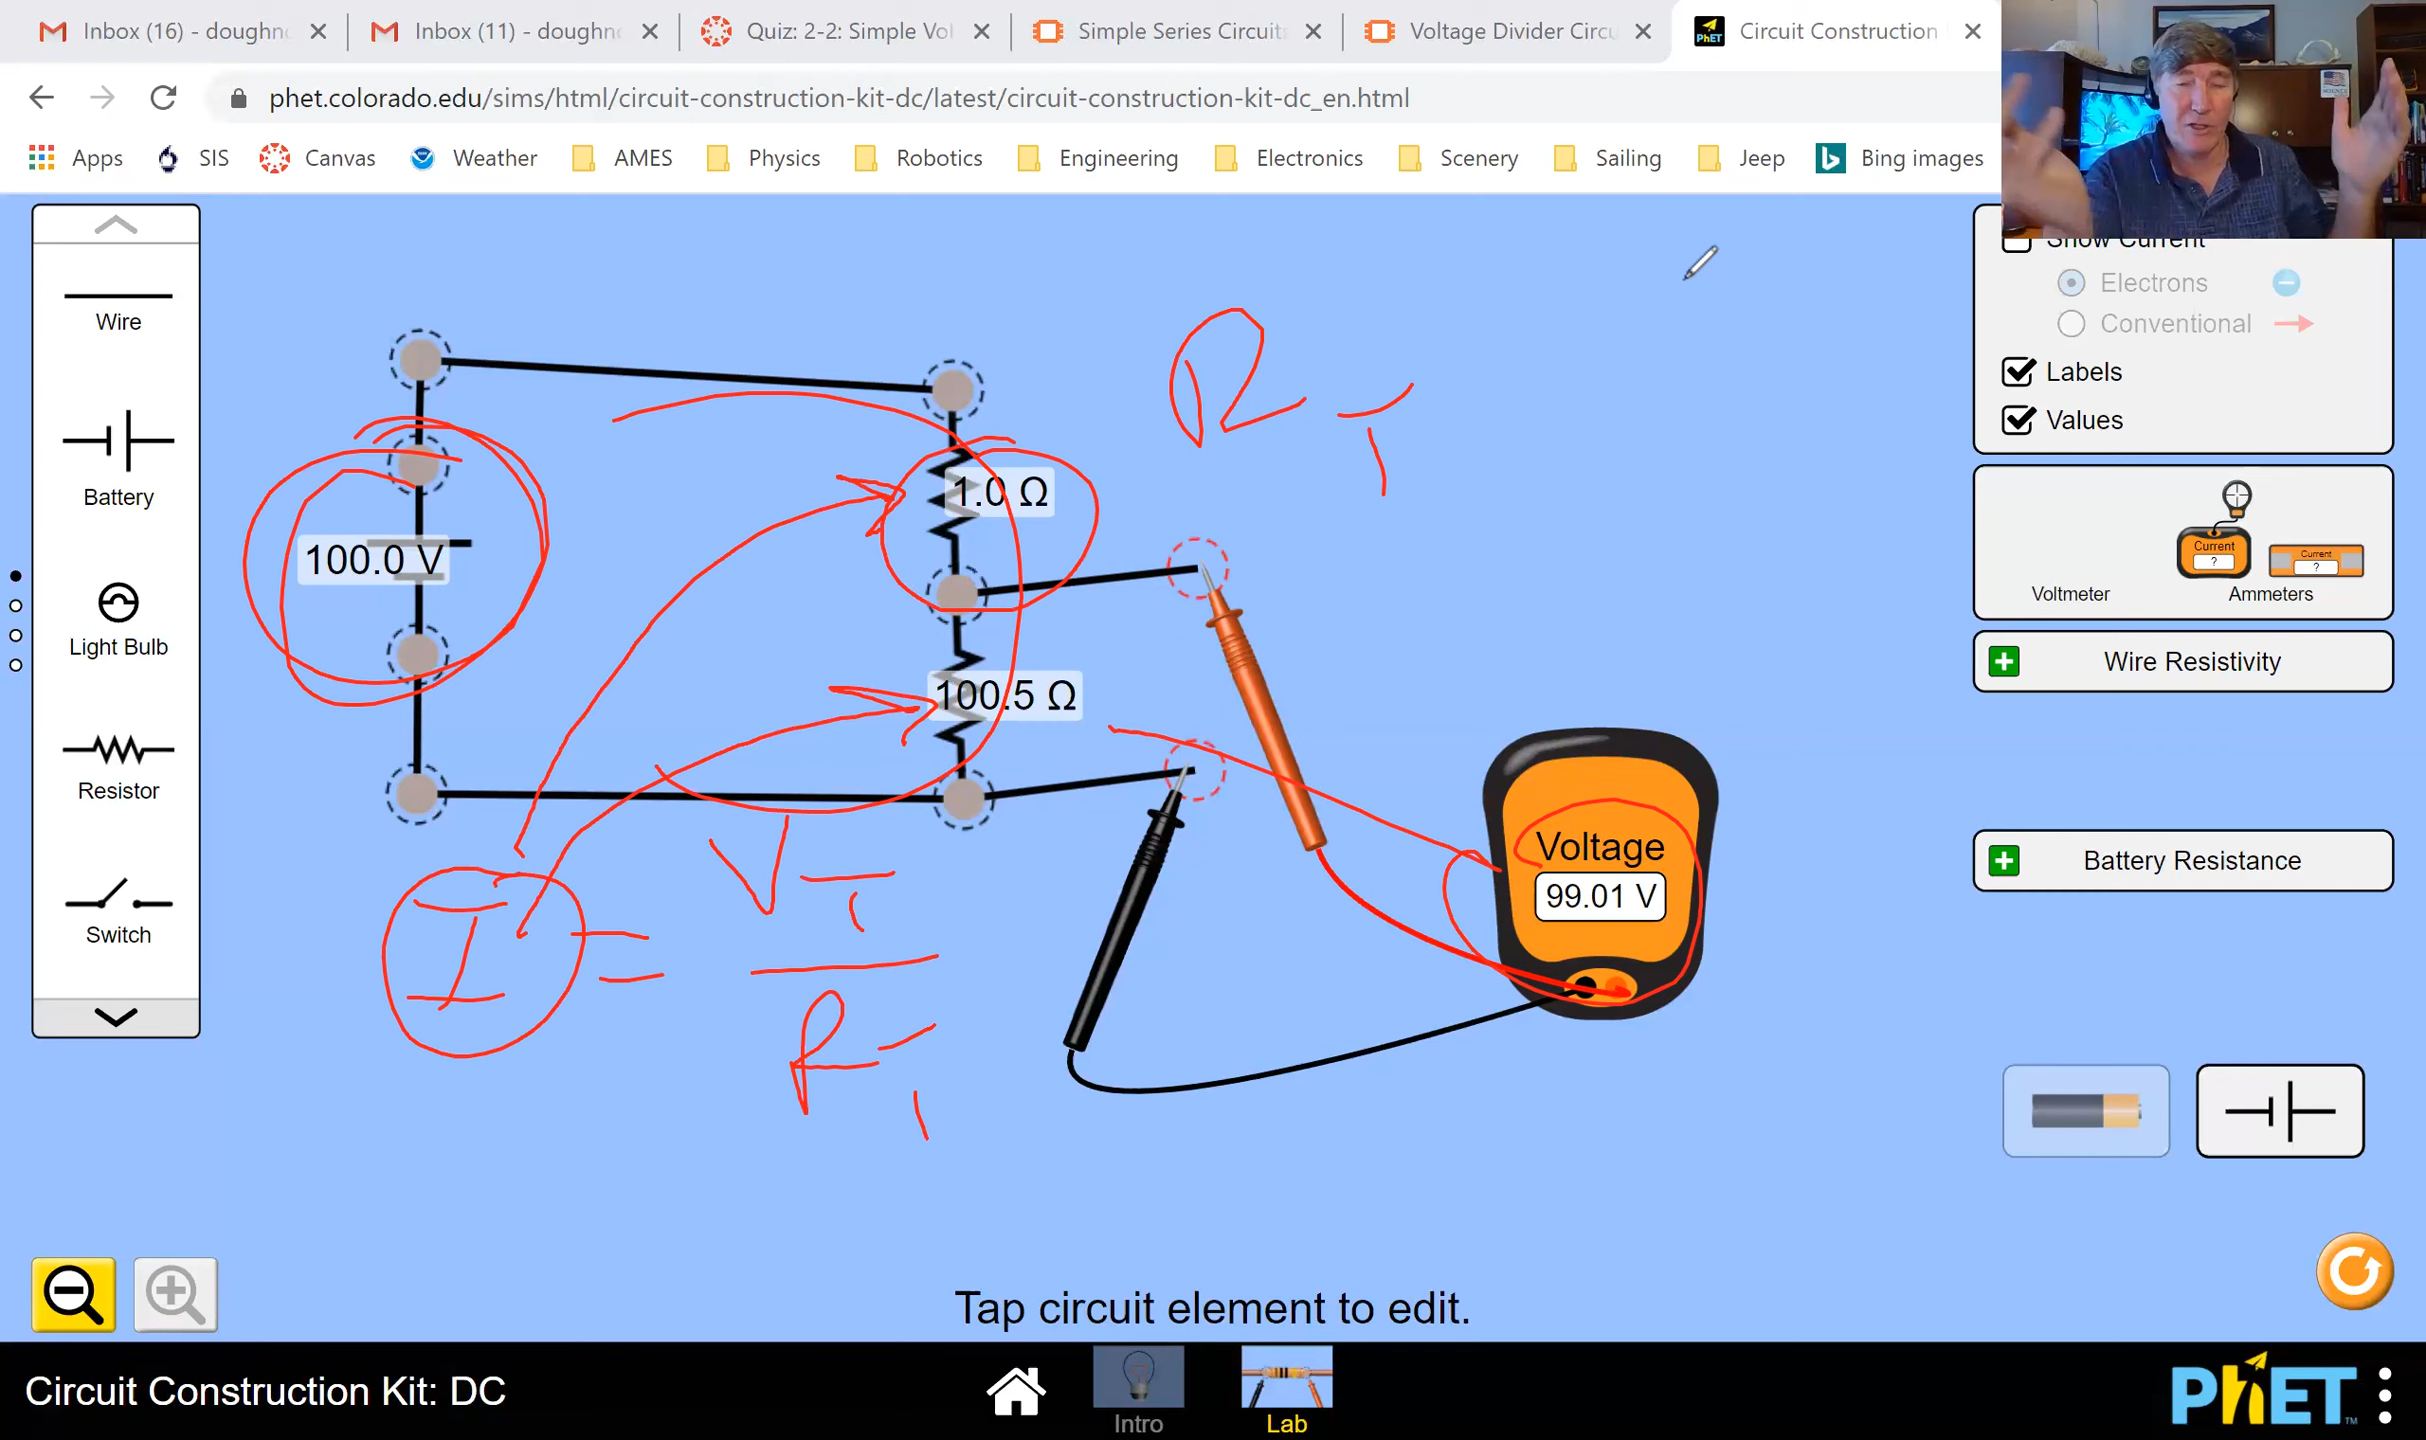 Inbox (16) - doughn
Inbox (11) - doughn
Quiz: 2-2: Simple Vol
Simple Series Circuits
Voltage Divider Circu
PhET
Circuit Construction
phet.colorado.edu/sims/html/circuit-construction-kit-dc/latest/circuit-construction-kit-dc_en.html
Apps
SIS
Canvas
Weather
AMES
Physics
Robotics
Engineering
Electronics
Scenery
Sailing
Jeep
Bing images
Show Current
Electrons
Conventional
Labels
Values
Wire
Battery
Light Bulb
Resistor
Switch
R T
1.0 Ω
100.0 V
100.5 Ω
Current
?
Current
?
Voltmeter
Ammeters
Wire Resistivity
Battery Resistance
Voltage
99.01 V
I = V T
R T
Tap circuit element to edit.
Circuit Construction Kit: DC
Intro
Lab
PhET
TM